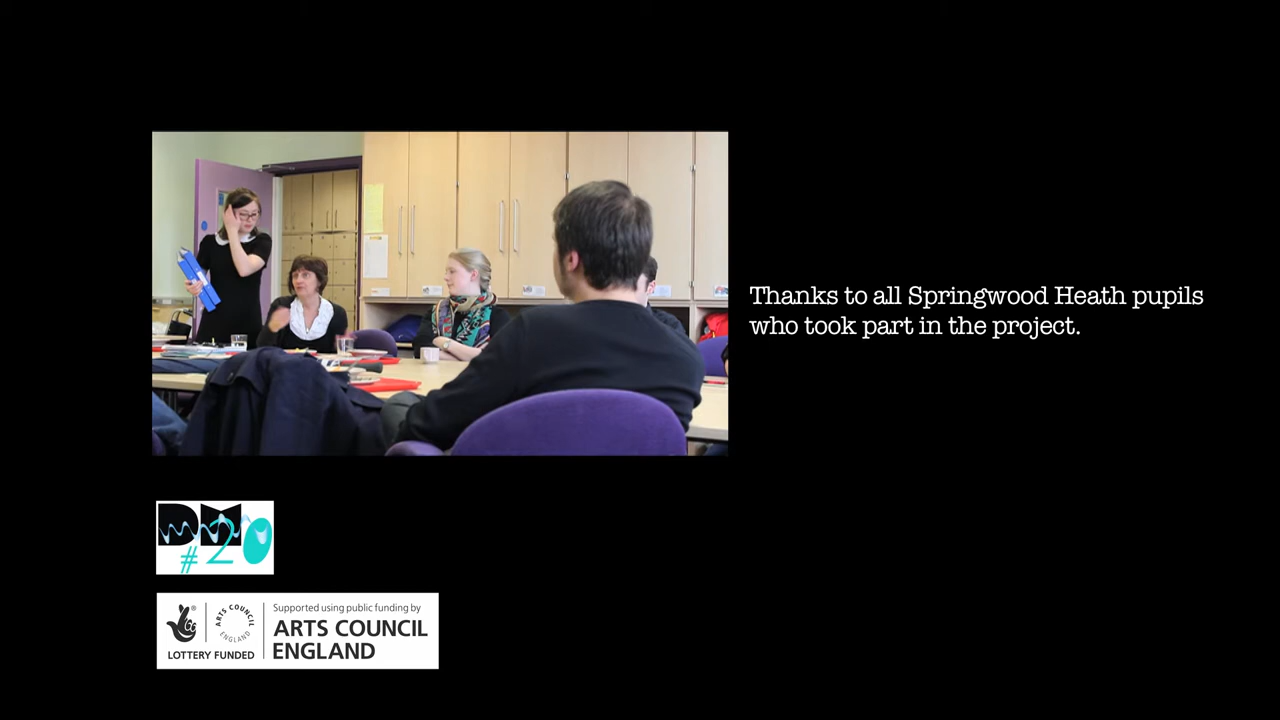 Thanks to all Springwood Heath pupils
who took part in the project.
DM
#20
ARTS COUNCIL
ENGLAND
LOTTERY FUNDED
Supported using public funding by
ARTS COUNCIL
ENGLAND